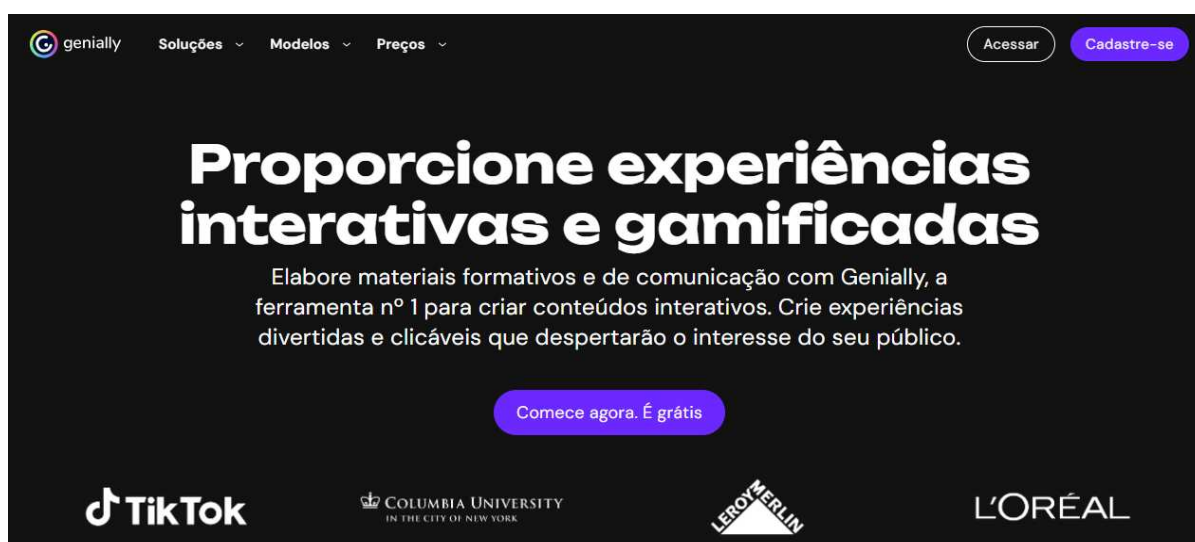 genially Soluções Modelos Preços Acessar Cadastre-se
Proporcione experiências
interativas e gamificadas
Elabore materiais formativos e de comunicação com Genially, a
ferramenta nº 1 para criar conteúdos interativos. Crie experiências
divertidas e clicáveis que despertarão o interesse do seu público.
Comece agora. É grátis
TikTok COLUMBIA UNIVERSITY LEROY MERLIN L'ORÉAL
IN THE CITY OF NEW YORK